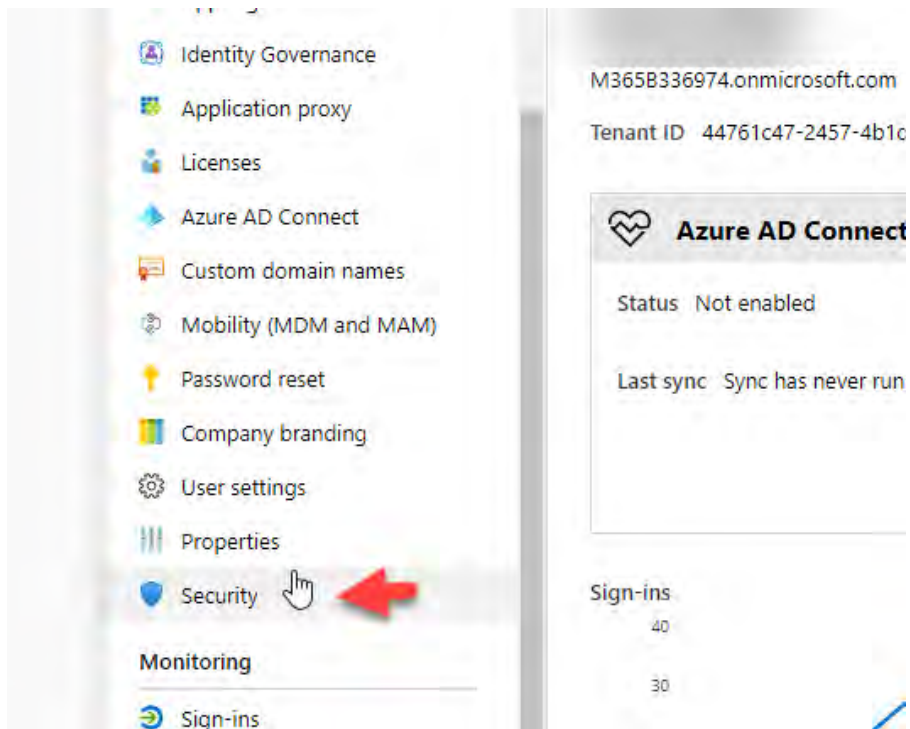 Identity Governance
Application proxy
Licenses
Azure AD Connect
Custom domain names
Mobility (MDM and MAM)
Password reset
Company branding
User settings
Properties
Security
Monitoring
Sign-ins
M365B336974.onmicrosoft.com
Tenant ID 44761c47-2457-4b1c
Azure AD Connect
Status Not enabled
Last sync Sync has never run
Sign-ins
40
30